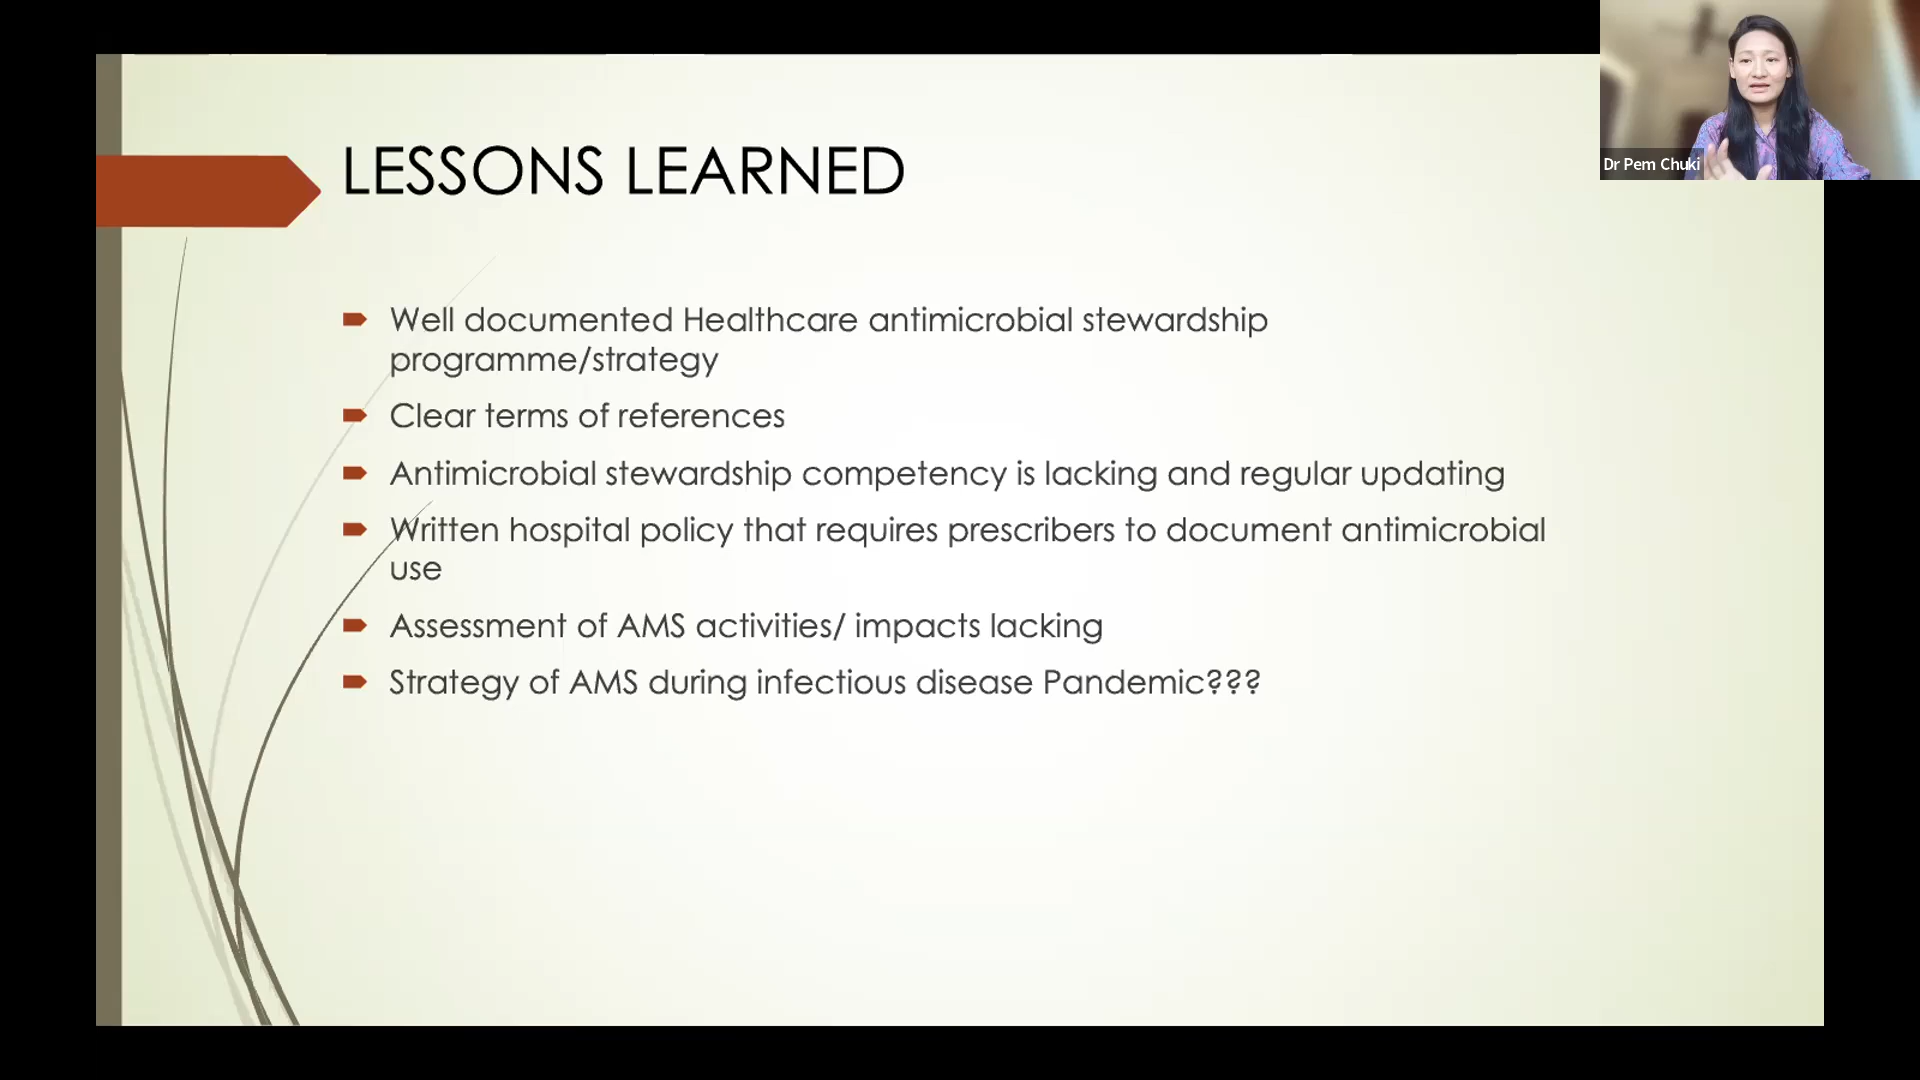 LESSONS LEARNED
Well documented Healthcare antimicrobial stewardship
programme/strategy
Clear terms of references
Antimicrobial stewardship competency is lacking and regular updating
Written hospital policy that requires prescribers to document antimicrobial
use
Assessment of AMS activities/ impacts lacking
Strategy of AMS during infectious disease Pandemic???
Dr Pem Chuki